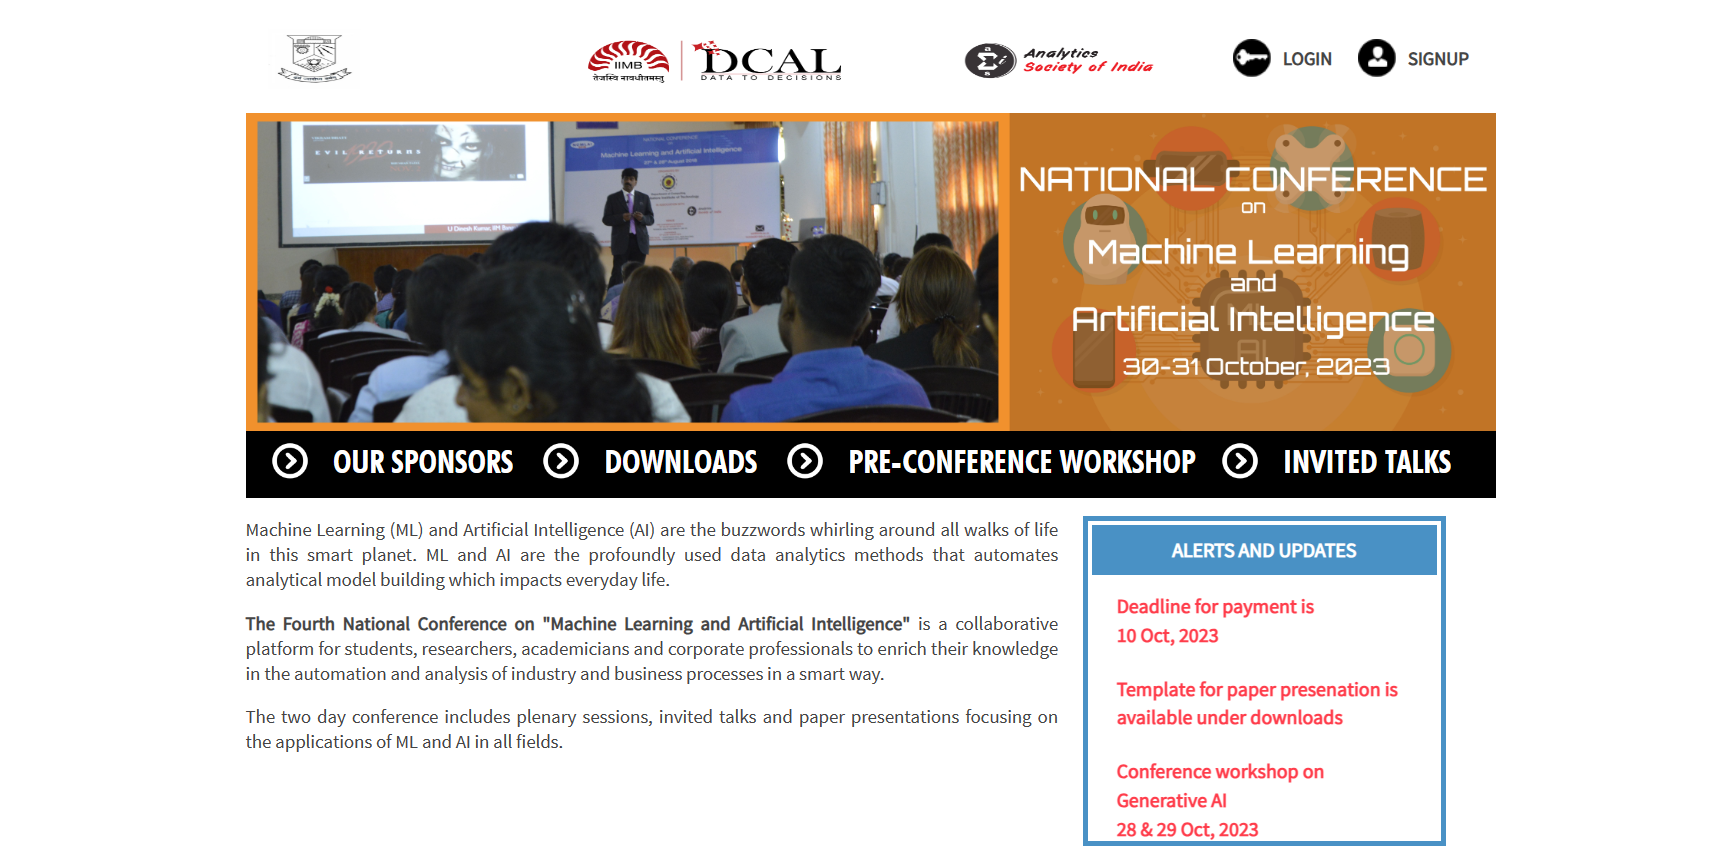 IIMB
तेजस्वि नावधीतमस्तु
DCAL
DATA TO DECISIONS
Analytics
Society of India
LOGIN
SIGNUP
EVIL RETURNS
NATIONAL CONFERENCE
Machine Learning and Artificial Intelligence
NATIONAL CONFERENCE
on
Machine Learning
and
Artificial Intelligence
30-31 October, 2023
OUR SPONSORS
DOWNLOADS
PRE-CONFERENCE WORKSHOP
INVITED TALKS
Machine Learning (ML) and Artificial Intelligence (AI) are the buzzwords whirling around all walks of life
in this smart planet. ML and AI are the profoundly used data analytics methods that automates
analytical model building which impacts everyday life.
The Fourth National Conference on "Machine Learning and Artificial Intelligence" is a collaborative
platform for students, researchers, academicians and corporate professionals to enrich their knowledge
in the automation and analysis of industry and business processes in a smart way.
The two day conference includes plenary sessions, invited talks and paper presentations focusing on
the applications of ML and AI in all fields.
ALERTS AND UPDATES
Deadline for payment is
10 Oct, 2023
Template for paper presenation is
available under downloads
Conference workshop on
Generative AI
28 & 29 Oct, 2023